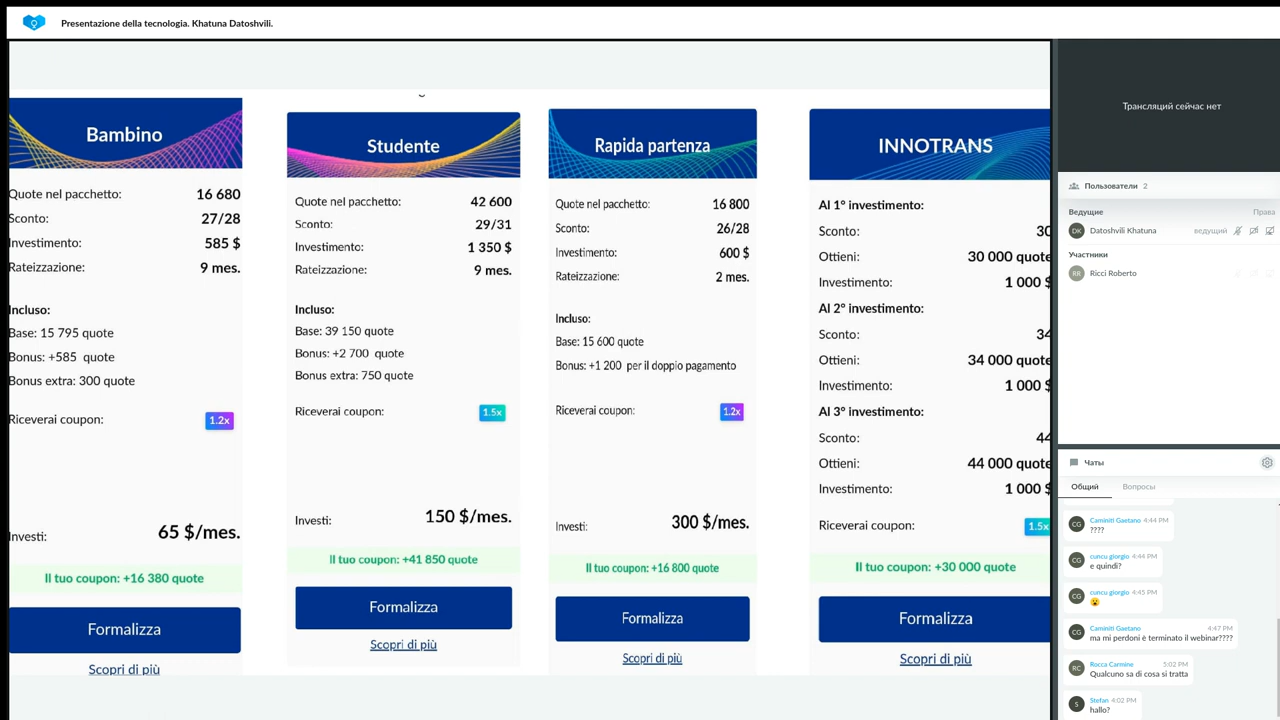 Presentazione della tecnologia. Khatuna Datoshvili.
Bambino
Quote nel pacchetto: 16 680
Sconto: 27/28
Investimento: 585 $
Rateizzazione: 9 mes.
Incluso:
Base: 15 795 quote
Bonus: +585 quote
Bonus extra: 300 quote
Riceverai coupon: 1.2x
Investi: 65 $/mes.
Il tuo coupon: +16 380 quote
Formalizza
Scopri di più
Studente
Quote nel pacchetto: 42 600
Sconto: 29/31
Investimento: 1 350 $
Rateizzazione: 9 mes.
Incluso:
Base: 39 150 quote
Bonus: +2 700 quote
Bonus extra: 750 quote
Riceverai coupon: 1.5x
Investi: 150 $/mes.
Il tuo coupon: +41 850 quote
Formalizza
Scopri di più
Rapida partenza
Quote nel pacchetto: 16 800
Sconto: 26/28
Investimento: 600 $
Rateizzazione: 2 mes.
Incluso:
Base: 15 600 quote
Bonus: +1 200 per il doppio pagamento
Riceverai coupon: 1.2x
Investi: 300 $/mes.
Il tuo coupon: +16 800 quote
Formalizza
Scopri di più
INNOTRANS
Al 1° investimento:
Sconto: 30
Ottieni: 30 000 quote
Investimento: 1 000 $
Al 2° investimento:
Sconto: 34
Ottieni: 34 000 quote
Investimento: 1 000 $
Al 3° investimento:
Sconto: 44
Ottieni: 44 000 quote
Investimento: 1 000 $
Riceverai coupon: 1.5x
Il tuo coupon: +30 000 quote
Formalizza
Scopri di più
Трансляций сейчас нет
Пользователи 2
Ведущие Права
DK Datoshvili Khatuna ведущий
Участники
RR Ricci Roberto
Чаты
Общий Вопросы
CG Caminiti Gaetano 4:44 PM
????
CG cuncu giorgio 4:44 PM
e quindi?
CG cuncu giorgio 4:45 PM
😮
CG Caminiti Gaetano 4:47 PM
ma mi perdoni è terminato il webinar????
RC Rocca Carmine 5:02 PM
Qualcuno sa di cosa si tratta
S Stefan 4:02 PM
hallo?